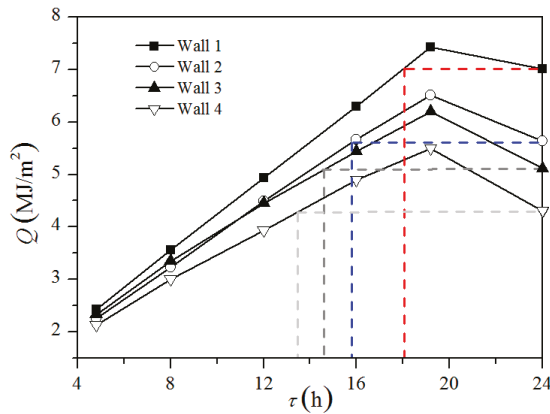 8
7
6
5
4
3
2
Q (MJ/m²)
Wall 1
Wall 2
Wall 3
Wall 4
4 8 12 16 20 24
τ (h)